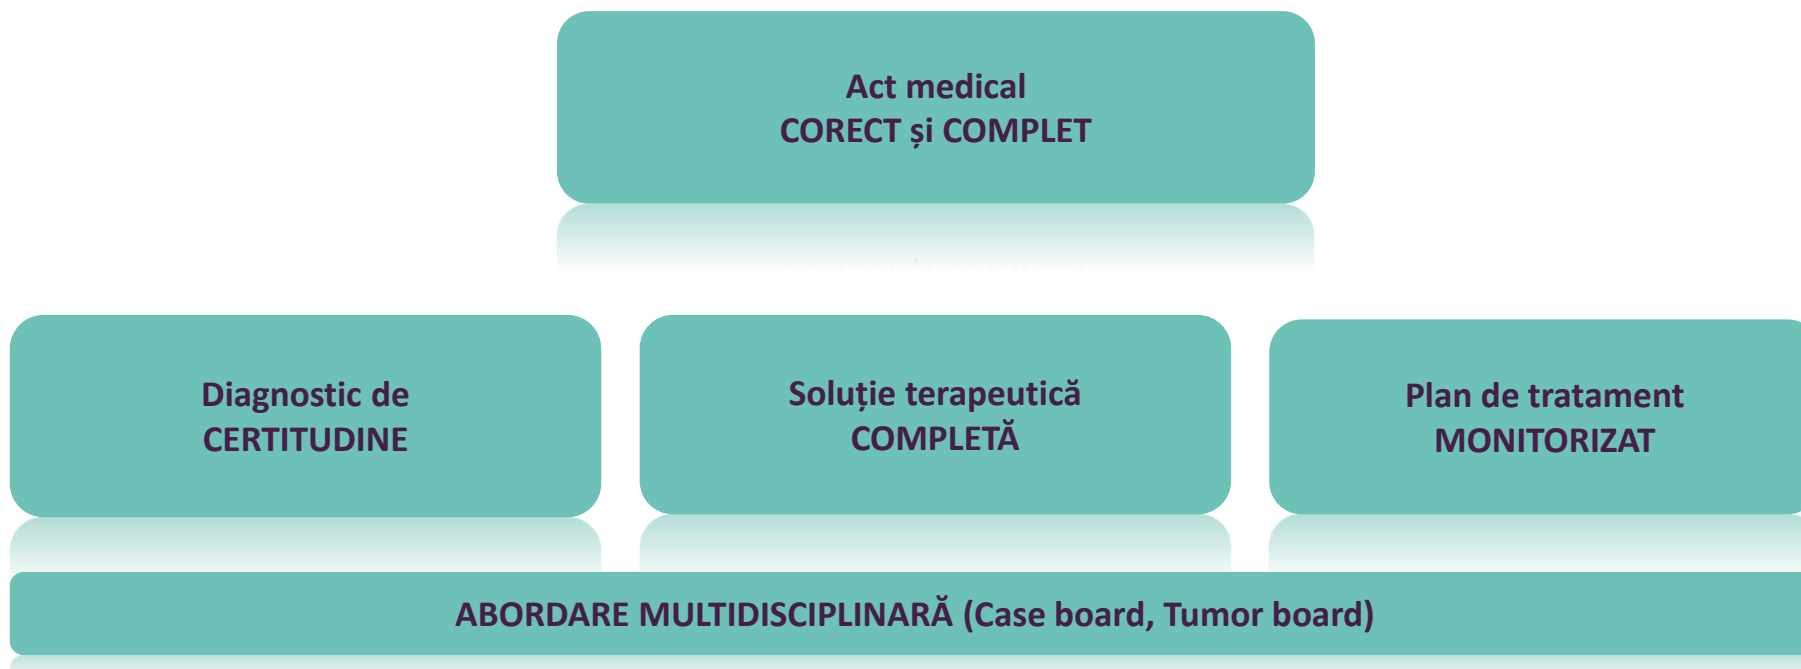 Act medical
CORECT și COMPLET
Diagnostic de
CERTITUDINE
Soluție terapeutică
COMPLETĂ
Plan de tratament
MONITORIZAT
ABORDARE MULTIDISCIPLINARĂ (Case board, Tumor board)